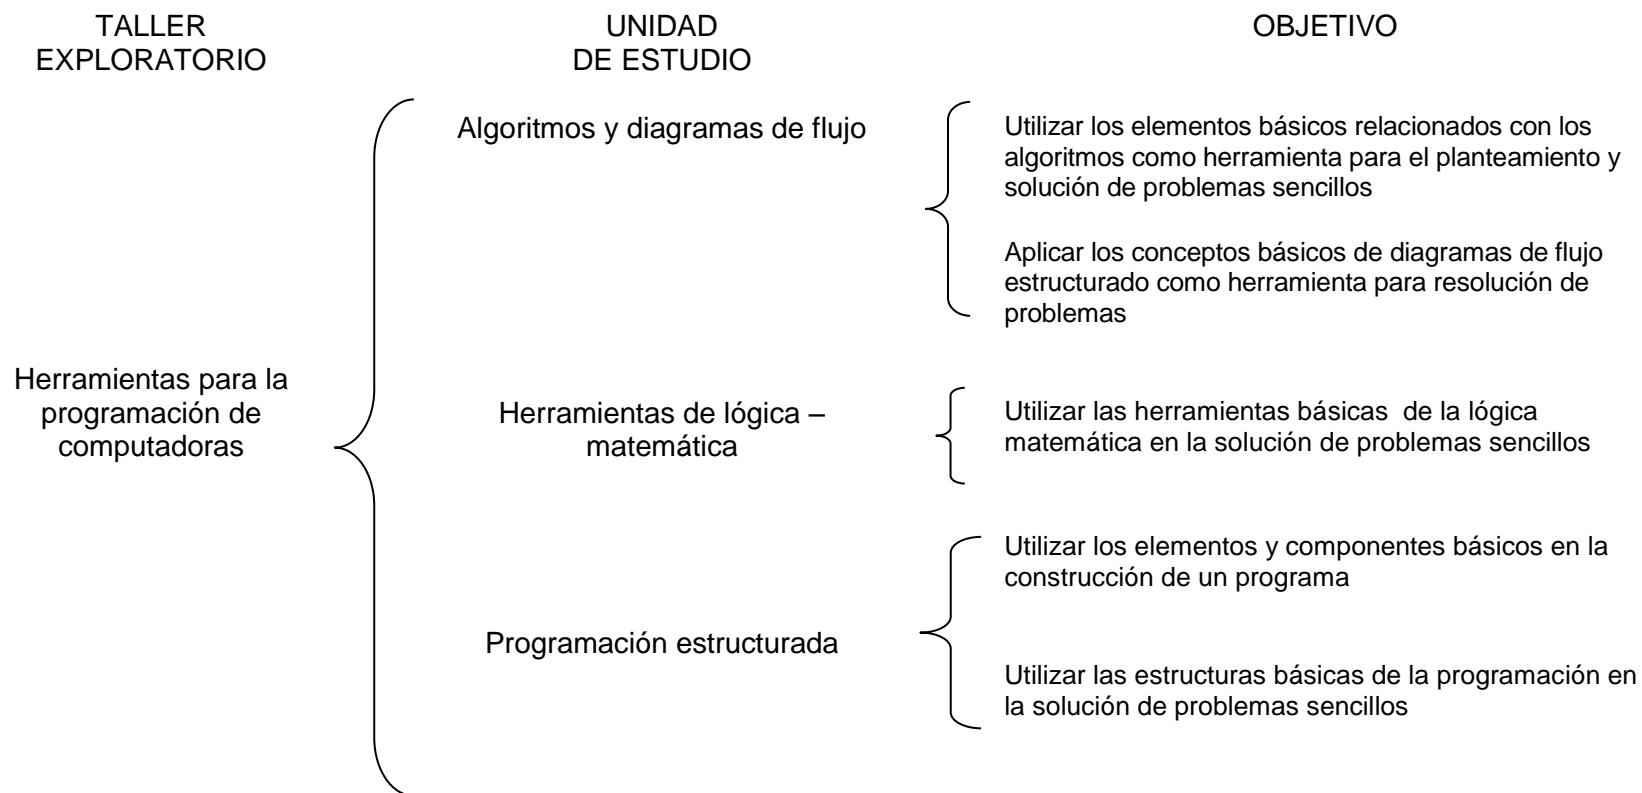 TALLER
EXPLORATORIO
UNIDAD
DE ESTUDIO
OBJETIVO
Herramientas para la
programación de
computadoras
Algoritmos y diagramas de flujo
Utilizar los elementos básicos relacionados con los
algoritmos como herramienta para el planteamiento y
solución de problemas sencillos
Aplicar los conceptos básicos de diagramas de flujo
estructurado como herramienta para resolución de
problemas
Herramientas de lógica –
matemática
Utilizar las herramientas básicas  de la lógica
matemática en la solución de problemas sencillos
Programación estructurada
Utilizar los elementos y componentes básicos en la
construcción de un programa
Utilizar las estructuras básicas de la programación en
la solución de problemas sencillos